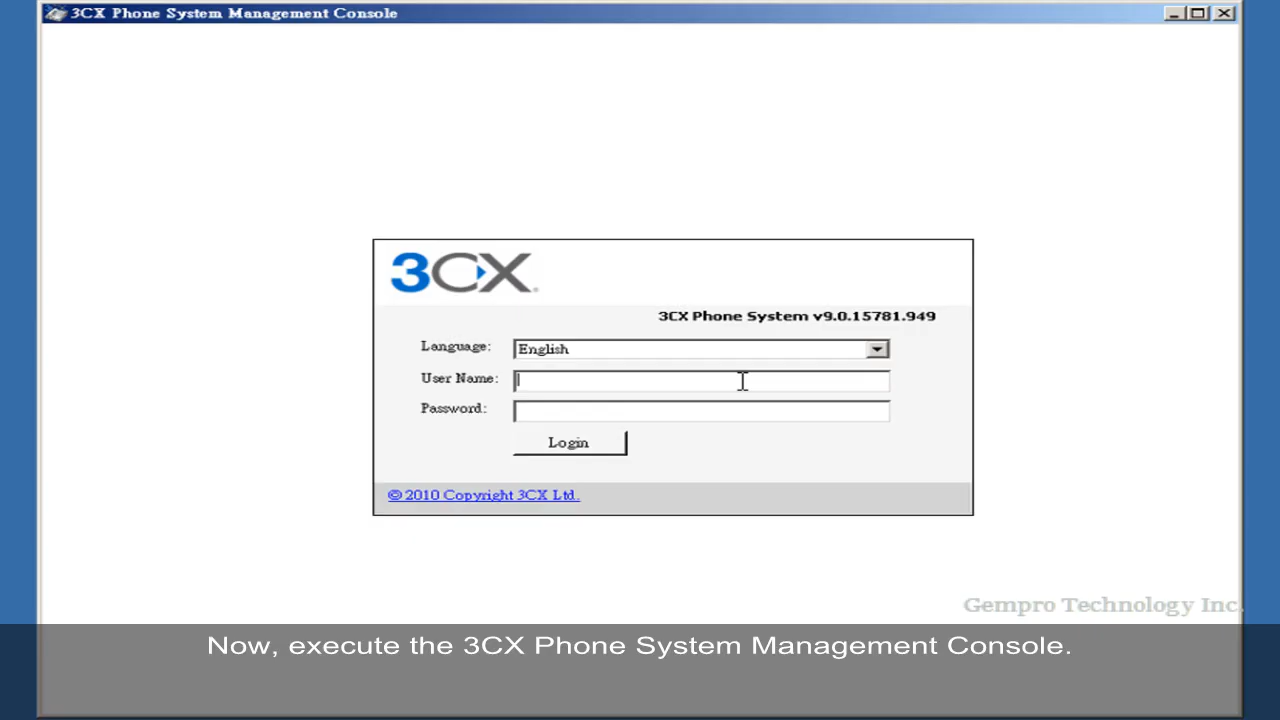 3CX Phone System Management Console
3CX
3CX Phone System v9.0.15781.949
Language: English
User Name:
Password:
Login
© 2010 Copyright 3CX Ltd.
Gempro Technology Inc.
Now, execute the 3CX Phone System Management Console.